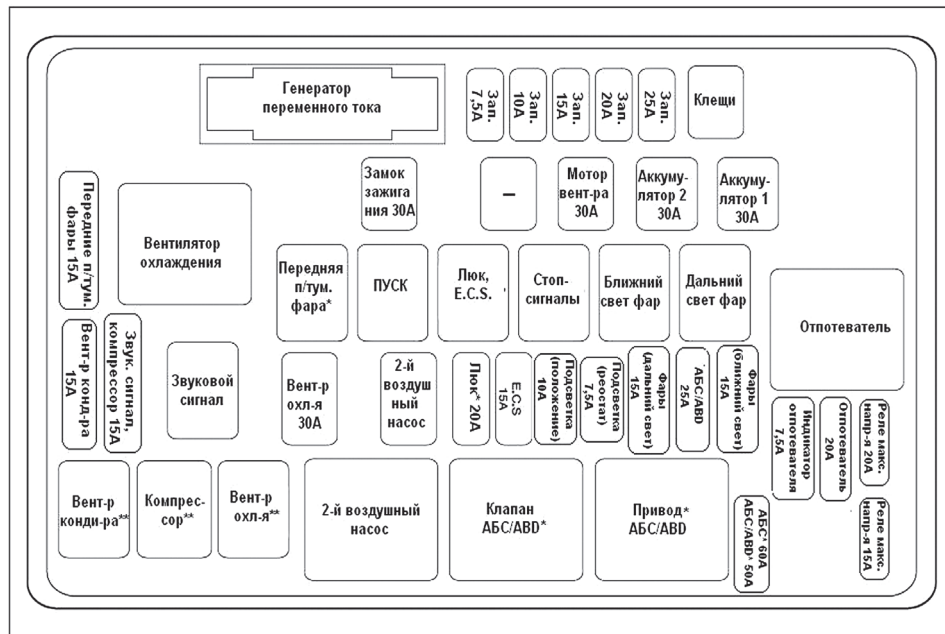 Генератор
переменного тока
Зап.
7,5А
Зап.
10А
Зап.
15А
Зап.
20А
Зап.
25А
Клещи
Замок
зажига
ния 30А
–
Мотор
вент-ра
30А
Аккуму-
лятор 2
30А
Аккуму-
лятор 1
30А
Передние п/тум.
фары 15А
Вентилятор
охлаждения
Передняя
п/тум.
фара*
ПУСК
Люк,
E.C.S.
Стоп-
сигналы
Ближний
свет фар
Дальний
свет фар
Отпотеватель
Вент-р конд-ра
15А
Звук. сигнал,
компрессор 15А
Звуковой
сигнал
Вент-р
охл-я
30А
2-й
воздуш
ный
насос
Люк* 20А
E.C.S
15А
Подсветка
(положение)
10А
Подсветка
(реостат)
7,5А
Фары
(дальний свет)
15А
АБС/ABD
25А
Фары
(ближний свет)
15А
Индикатор
отпотевателя
7,5А
Отпотеватель
20А
Реле макс.
напр-я 20А
Вент-р
конди-ра**
Компрес-
сор**
Вент-р
охл-я**
2-й воздушный
насос
Клапан
АБС/ABD*
Привод*
АБС/ABD
АБС* 60А
АБС/ABD* 50А
Реле макс.
напр-я 15А